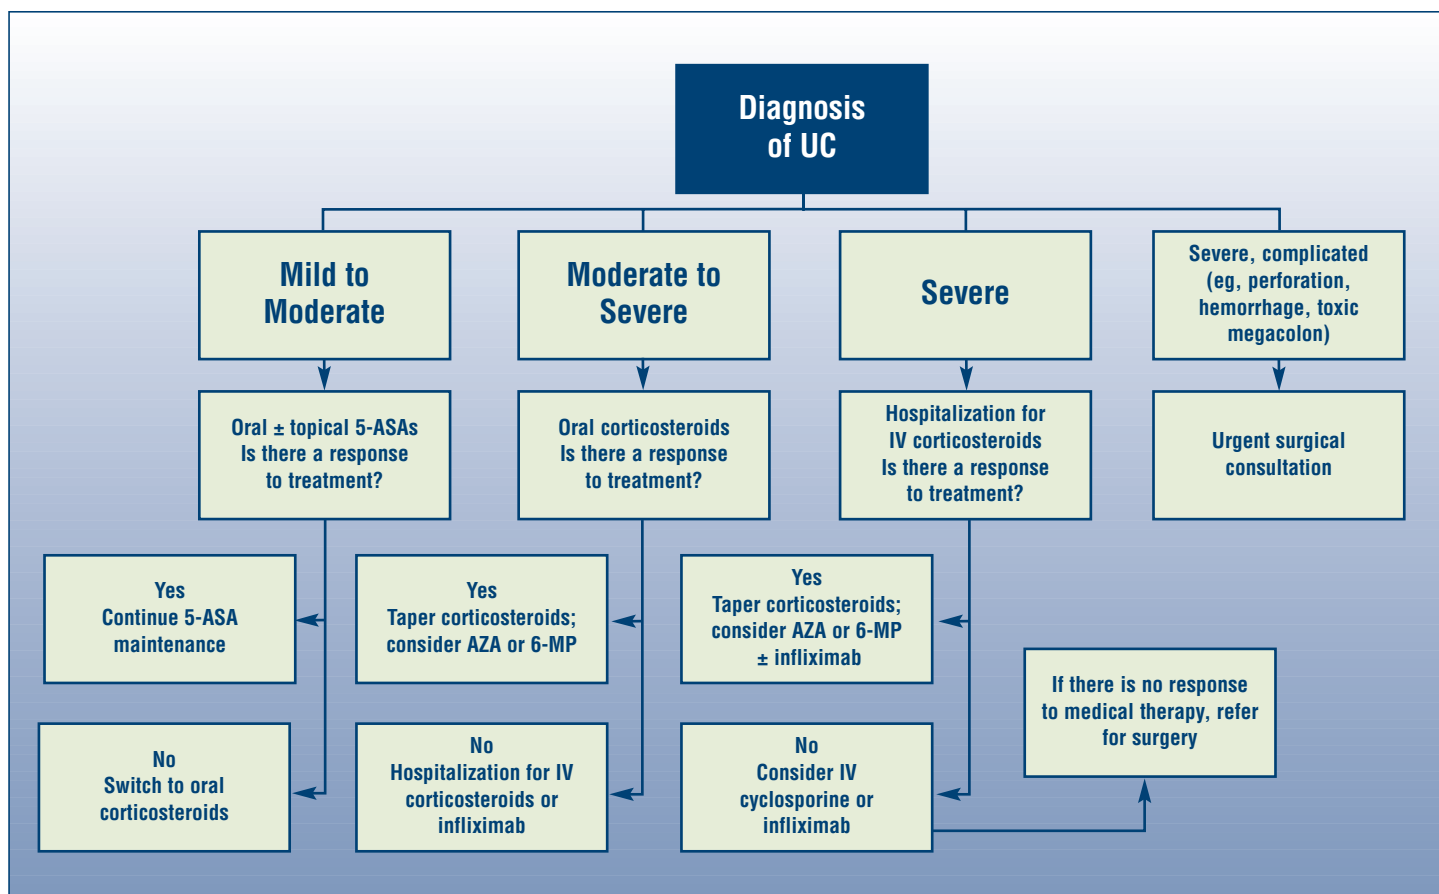 Diagnosis
of UC
Mild to
Moderate
Moderate to
Severe
Severe
Severe, complicated
(eg, perforation,
hemorrhage, toxic
megacolon)
Oral ± topical 5-ASAs
Is there a response
to treatment?
Oral corticosteroids
Is there a response
to treatment?
Hospitalization for
IV corticosteroids
Is there a response
to treatment?
Urgent surgical
consultation
Yes
Continue 5-ASA
maintenance
Yes
Taper corticosteroids;
consider AZA or 6-MP
Yes
Taper corticosteroids;
consider AZA or 6-MP
± infliximab
If there is no response
to medical therapy, refer
for surgery
No
Switch to oral
corticosteroids
No
Hospitalization for IV
corticosteroids or
infliximab
No
Consider IV
cyclosporine or
infliximab